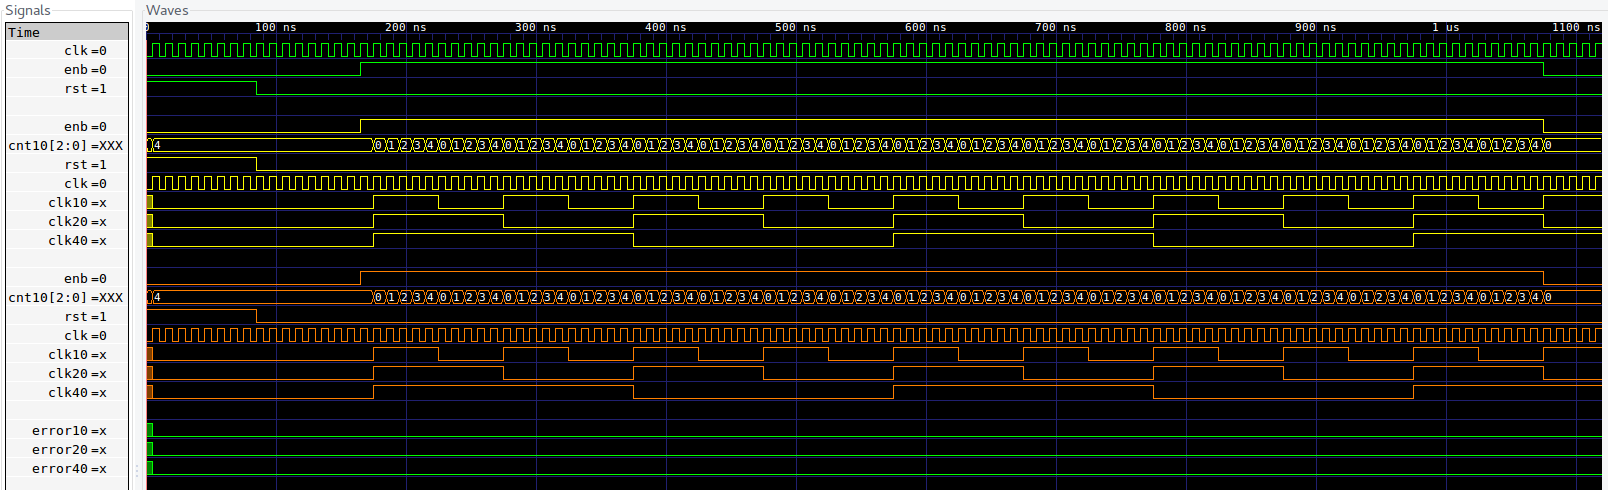 Signals Waves
Time 0 100 ns 200 ns 300 ns 400 ns 500 ns 600 ns 700 ns 800 ns 900 ns 1 us 1100 ns
clk=0
enb=0
rst=1
enb=0
cnt10[2:0]=XXX 4 0 1 2 3 4 0 1 2 3 4 0 1 2 3 4 0 1 2 3 4 0 1 2 3 4 0 1 2 3 4 0 1 2 3 4 0 1 2 3 4 0 1 2 3 4 0 1 2 3 4 0 1 2 3 4 0 1 2 3 4 0 1 2 3 4 0 1 2 3 4 0 1 2 3 4 0 1 2 3 4 0 1 2 3 4 0 1 2 3 4 0
rst=1
clk=0
clk10=x
clk20=x
clk40=x
enb=0
cnt10[2:0]=XXX 4 0 1 2 3 4 0 1 2 3 4 0 1 2 3 4 0 1 2 3 4 0 1 2 3 4 0 1 2 3 4 0 1 2 3 4 0 1 2 3 4 0 1 2 3 4 0 1 2 3 4 0 1 2 3 4 0 1 2 3 4 0 1 2 3 4 0 1 2 3 4 0 1 2 3 4 0 1 2 3 4 0 1 2 3 4 0 1 2 3 4 0
rst=1
clk=0
clk10=x
clk20=x
clk40=x
error10=x
error20=x
error40=x